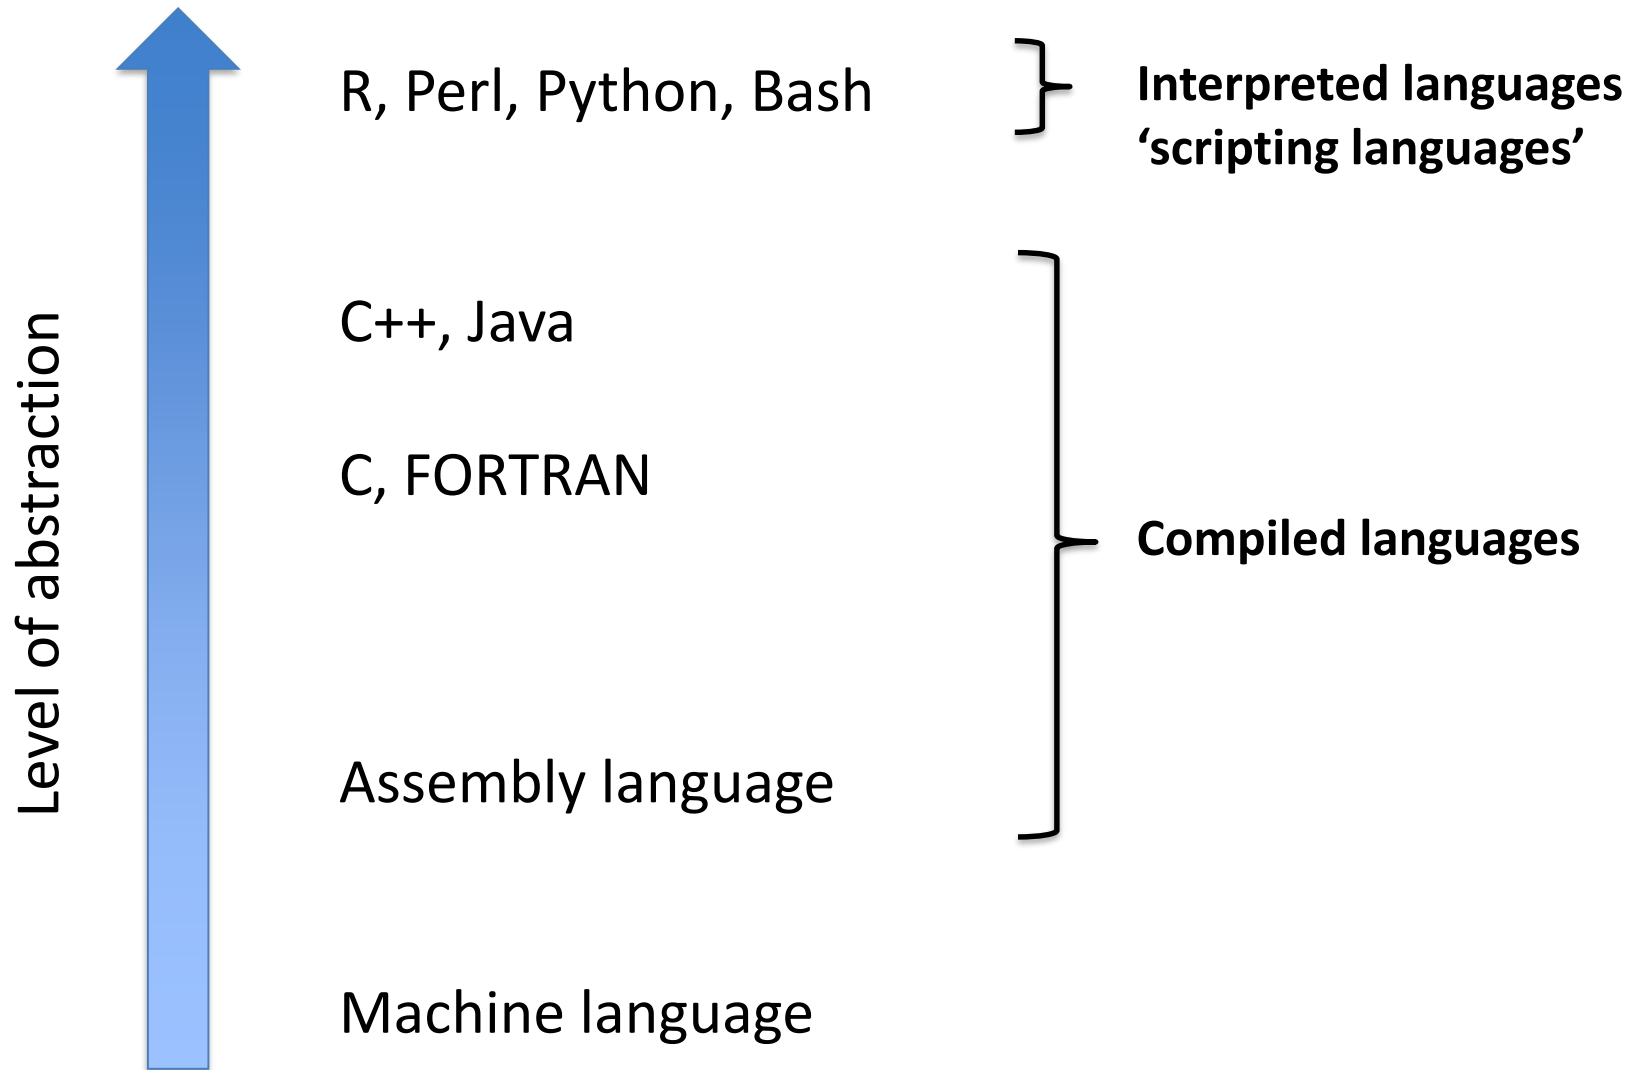 Level of abstraction
R, Perl, Python, Bash
Interpreted languages
‘scripting languages’
C++, Java
C, FORTRAN
Compiled languages
Assembly language
Machine language